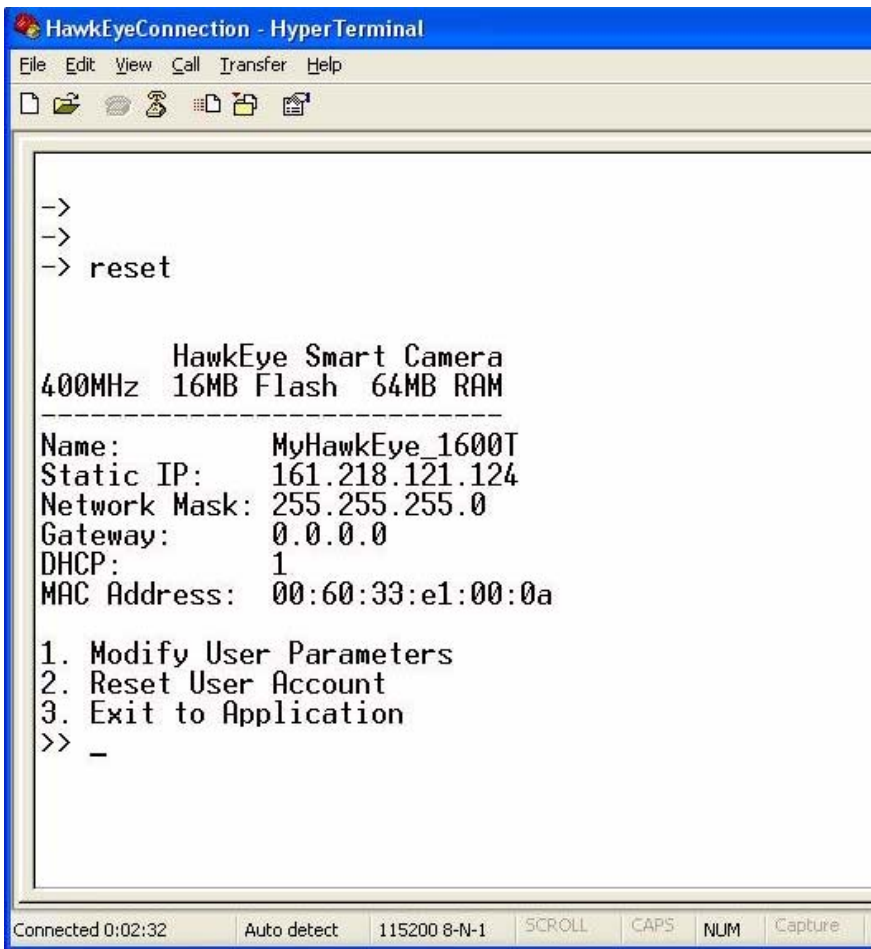 HawkEyeConnection - HyperTerminal
File Edit View Call Transfer Help
->
->
-> reset
HawkEye Smart Camera
400MHz 16MB Flash 64MB RAM
----------------------------
Name: MyHawkEye_1600T
Static IP: 161.218.121.124
Network Mask: 255.255.255.0
Gateway: 0.0.0.0
DHCP: 1
MAC Address: 00:60:33:e1:00:0a
1. Modify User Parameters
2. Reset User Account
3. Exit to Application
>> _
Connected 0:02:32 Auto detect 115200 8-N-1 SCROLL CAPS NUM Capture